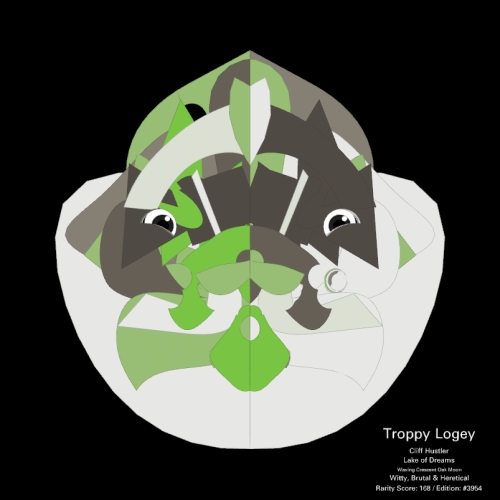 Troppy Logey
Cliff Hustler
Lake of Dreams
Waxing Crescent Oak Moon
Witty, Brutal & Heretical
Rarity Score: 168 / Edition: #3954